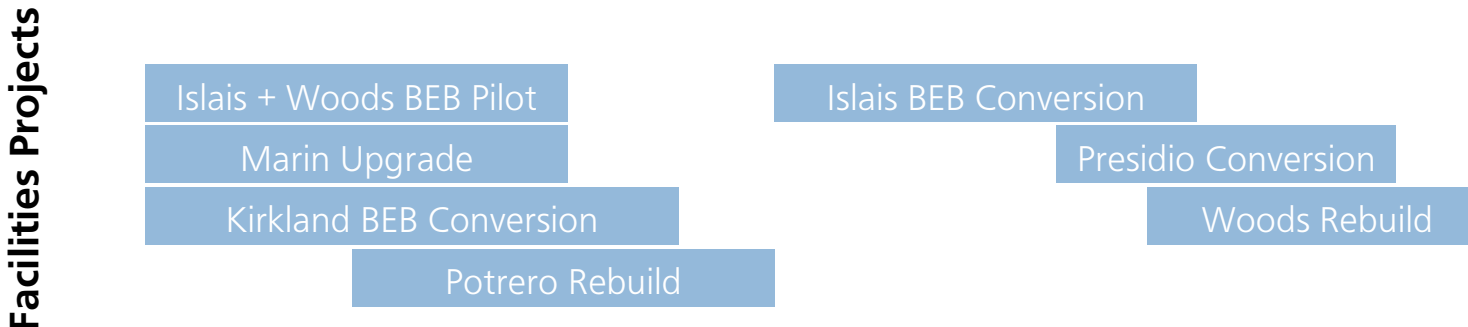 Facilities Projects
Islais + Woods BEB Pilot
Islais BEB Conversion
Marin Upgrade
Presidio Conversion
Kirkland BEB Conversion
Woods Rebuild
Potrero Rebuild